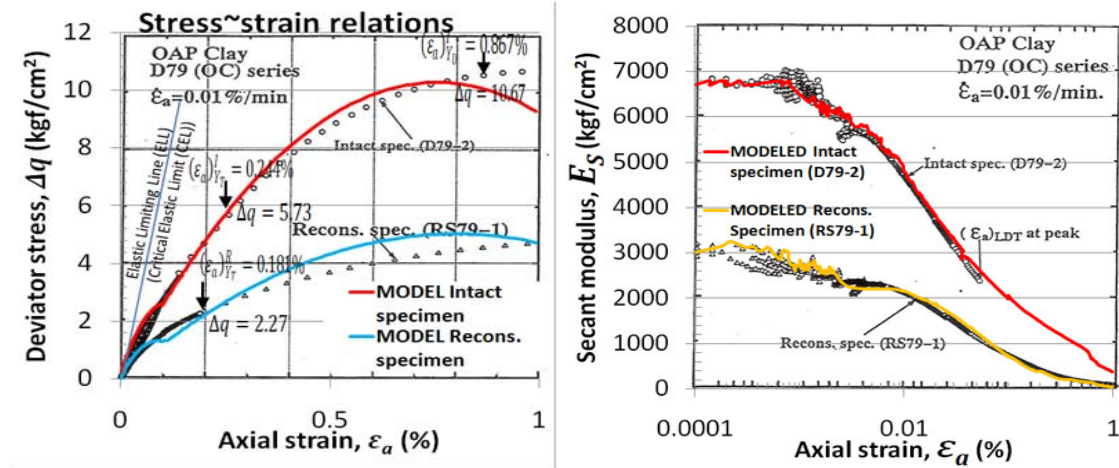 Stress~strain relations
12
10
8
6
4
2
0
Deviator stress, Δq (kgf/cm²)
OAP Clay
D79 (OC) series
ε̇a=0.01%/min
Elastic Limiting Line (ELL)
(Critical Elastic Limit (CEL))
= 0.867%
Δq = 10.67
Intact spec. (D79-2)
= 0.244%
Δq = 5.73
Recons. spec. (RS79-1)
= 0.181%
Δq = 2.27
MODEL Intact
specimen
MODEL Recons.
specimen
0
0.5
1
Axial strain, εa (%)
8000
7000
6000
5000
4000
3000
2000
1000
0
Secant modulus, ES (kgf/cm²)
OAP Clay
D79 (OC) series
ε̇a=0.01%/min.
MODELED Intact
specimen (D79-2)
Intact spec. (D79-2)
MODELED Recons.
Specimen (RS79-1)
(εa)LDT at peak
Recons. spec. (RS79-1)
0.0001
0.01
1
Axial strain, εa (%)